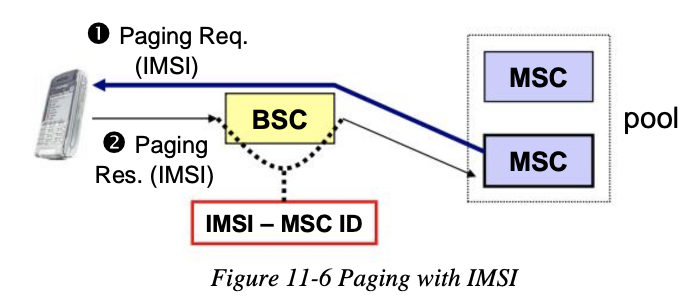 ❶ Paging Req.
(IMSI)
MSC
BSC
pool
❷ Paging
Res. (IMSI)
MSC
IMSI – MSC ID
Figure 11-6 Paging with IMSI